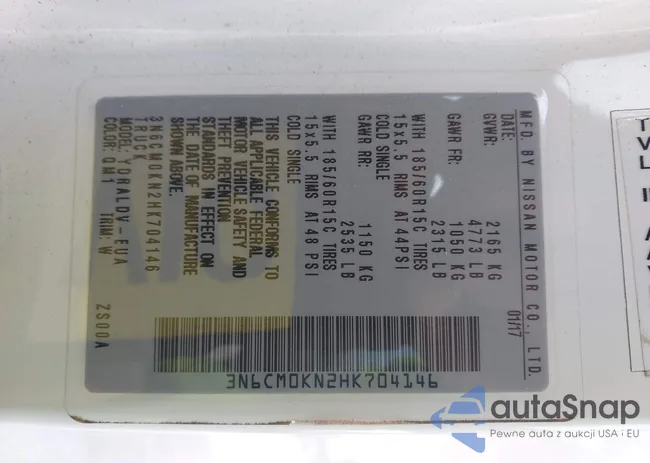 MFD. BY NISSAN MOTOR CO., LTD.
DATE: 01/17
GVWR: 2165 KG
4773 LB
GAWR FR: 1050 KG
2315 LB
WITH 185/60R15C TIRES
15x5.5 RIMS AT 44PSI
COLD SINGLE
GAWR RR: 1150 KG
2535 LB
WITH 185/60R15C TIRES
15x5.5 RIMS AT 48 PSI
COLD SINGLE
THIS VEHICLE CONFORMS TO
ALL APPLICABLE FEDERAL
MOTOR VEHICLE SAFETY AND
THEFT PREVENTION
STANDARDS IN EFFECT ON
THE DATE OF MANUFACTURE
SHOWN ABOVE.
3N6CM0KN2HK704146
TRUCK
MODEL: YDRALDV-EUA
COLOR: QM1 TRIM: W ZS00A
3N6CM0KN2HK704146
autaSnap
Pewne auta z aukcji USA i EU